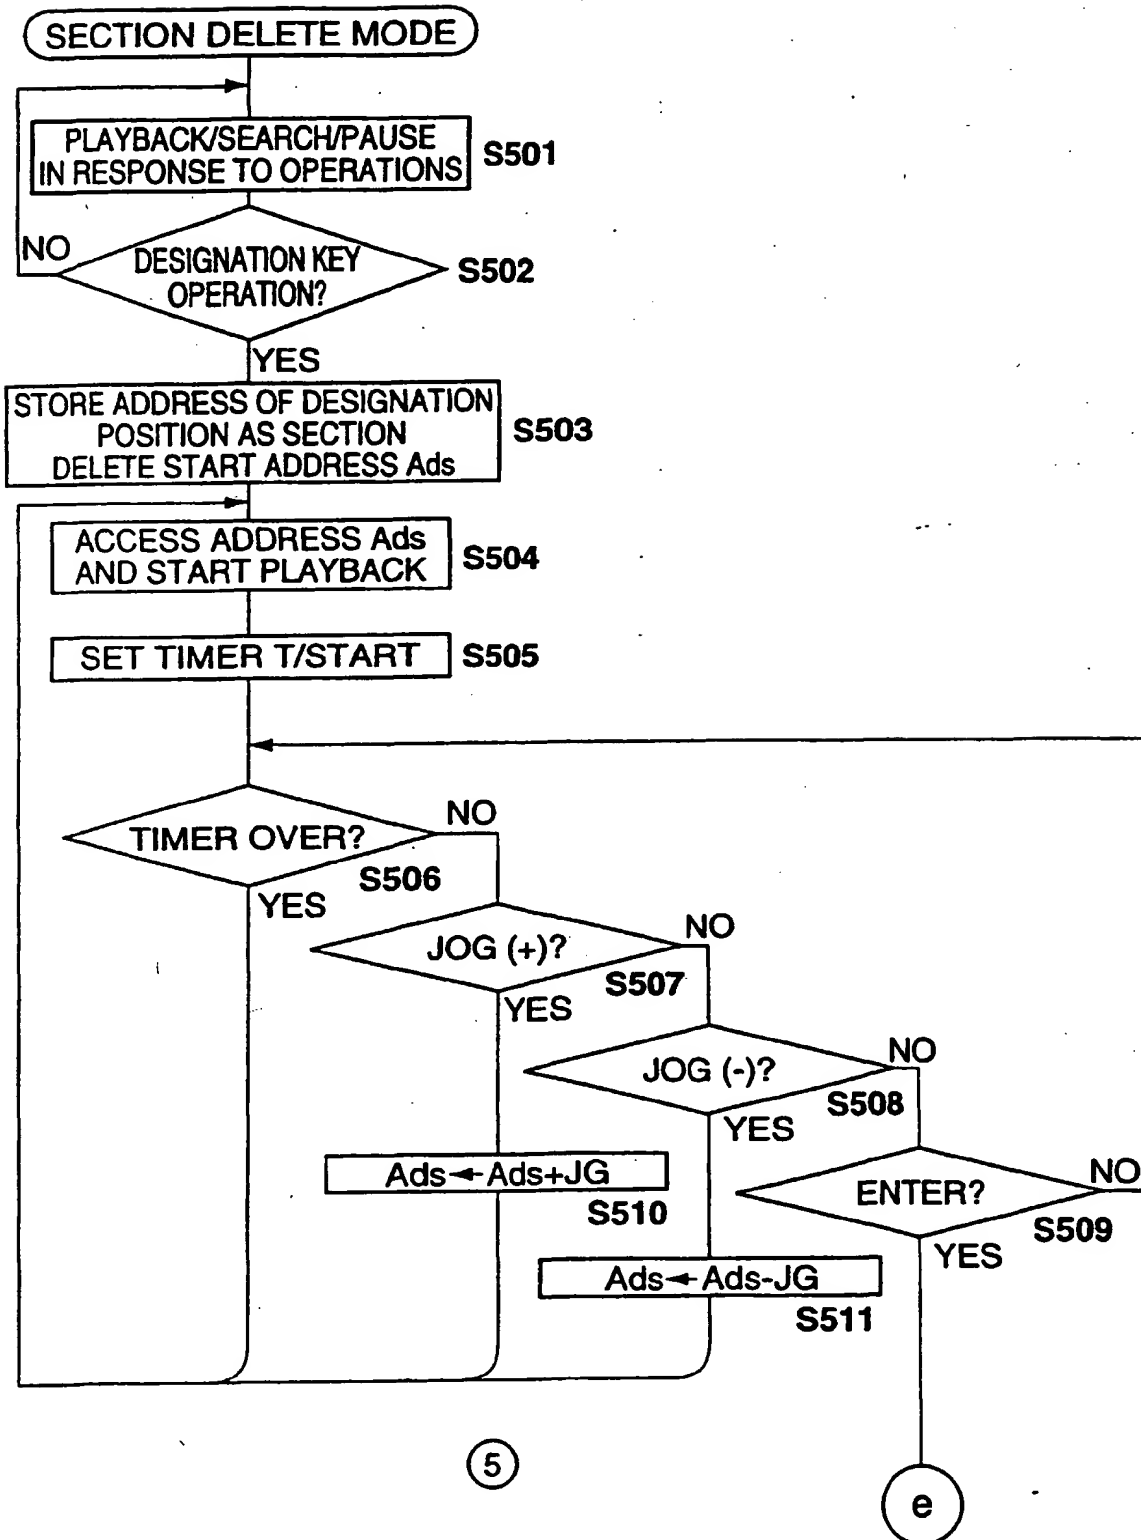 SECTION DELETE MODE
PLAYBACK/SEARCH/PAUSE
IN RESPONSE TO OPERATIONS
S501
NO
DESIGNATION KEY
OPERATION?
S502
YES
STORE ADDRESS OF DESIGNATION
POSITION AS SECTION
DELETE START ADDRESS Ads
S503
ACCESS ADDRESS Ads
AND START PLAYBACK
S504
SET TIMER T/START
S505
TIMER OVER?
NO
S506
YES
JOG (+)?
NO
S507
YES
JOG (-)?
NO
S508
YES
Ads←Ads+JG
S510
ENTER?
NO
S509
YES
Ads←Ads-JG
S511
5
e